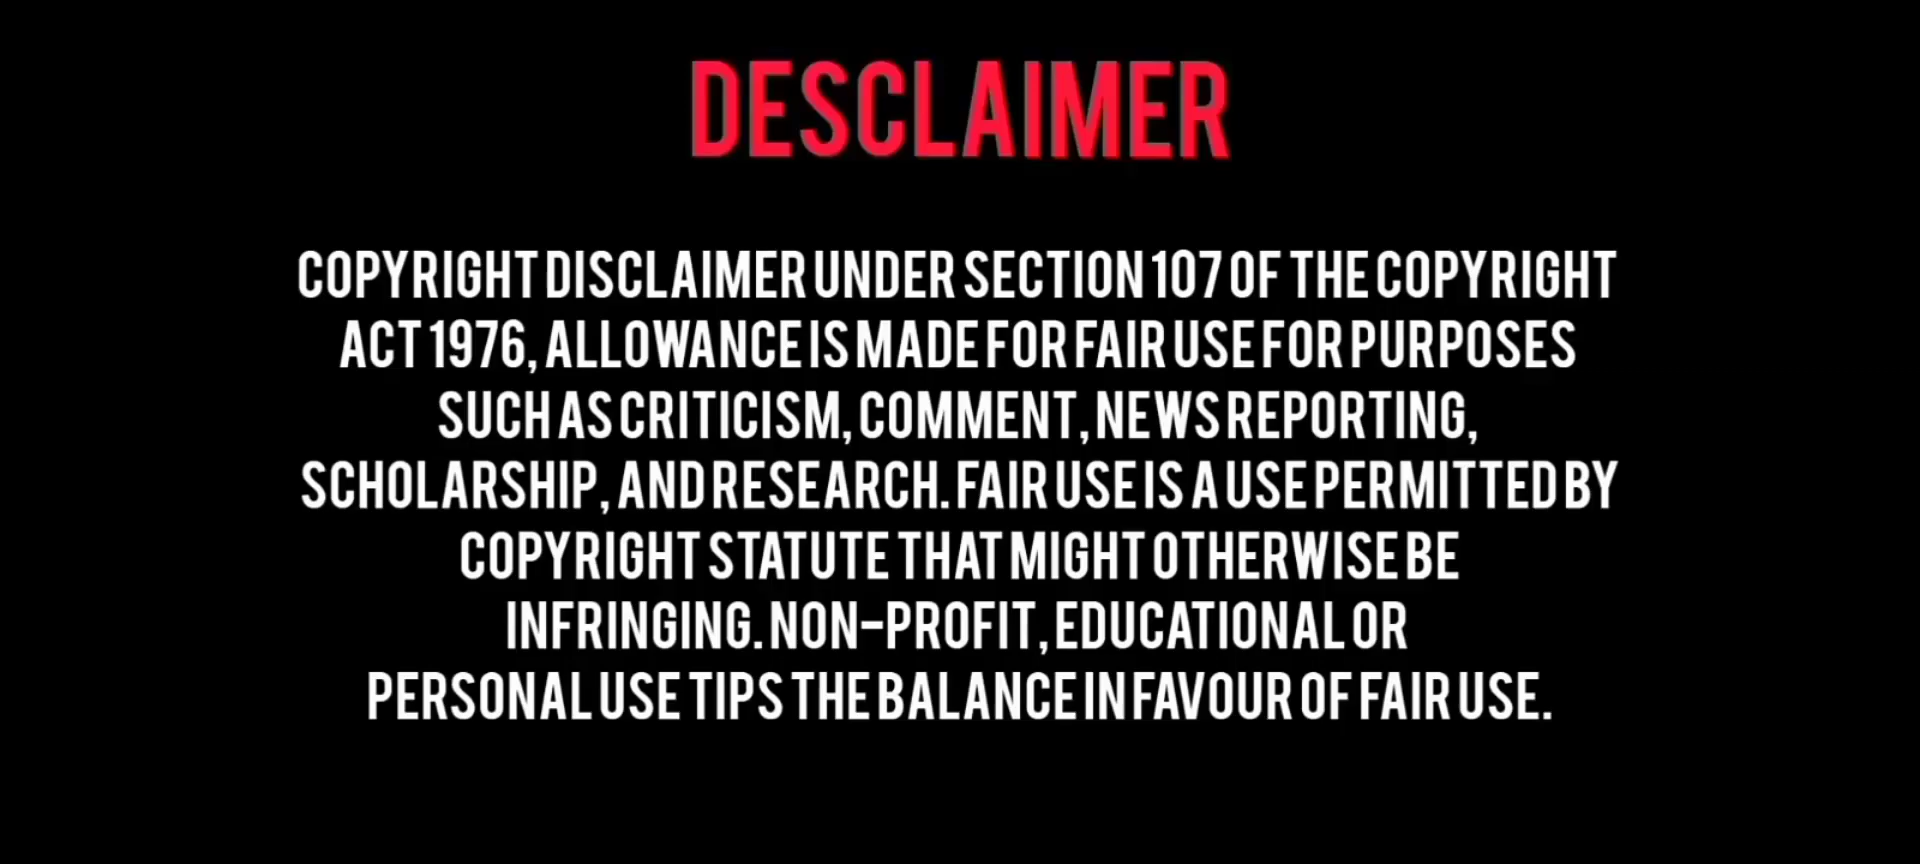 DESCLAIMER
COPYRIGHT DISCLAIMER UNDER SECTION 107 OF THE COPYRIGHT
ACT 1976, ALLOWANCE IS MADE FOR FAIR USE FOR PURPOSES
SUCH AS CRITICISM, COMMENT, NEWS REPORTING,
SCHOLARSHIP, AND RESEARCH. FAIR USE IS A USE PERMITTED BY
COPYRIGHT STATUTE THAT MIGHT OTHERWISE BE
INFRINGING. NON-PROFIT, EDUCATIONAL OR
PERSONAL USE TIPS THE BALANCE IN FAVOUR OF FAIR USE.